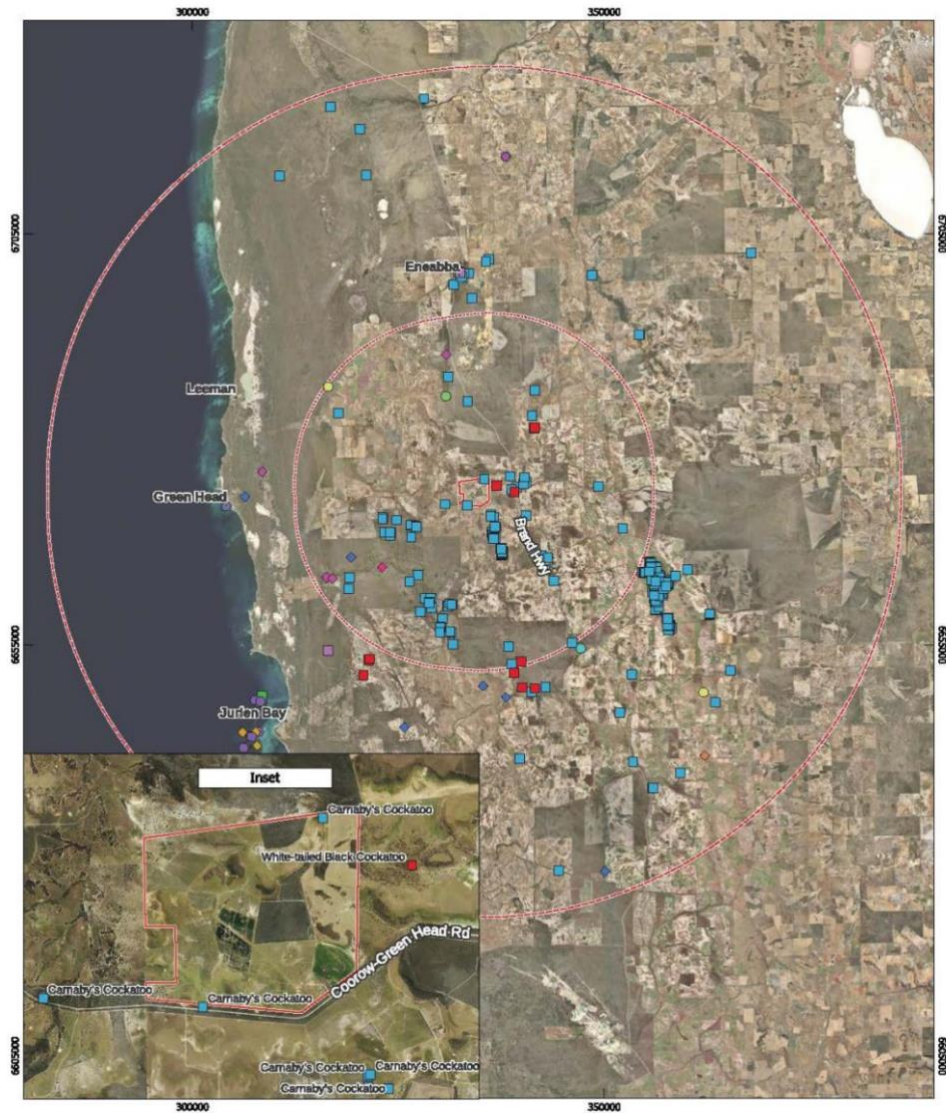 300000 350000
6705000 6705000
Eneabba
Leeman
Green Head
Brand Hwy
6655000 6655000
Jurien Bay
Inset
Carnaby's Cockatoo
White-tailed Black Cockatoo
Coorow-Green Head Rd
Carnaby's Cockatoo
Carnaby's Cockatoo
Carnaby's Cockatoo Carnaby's Cockatoo
Carnaby's Cockatoo
6605000 6605000
300000 350000